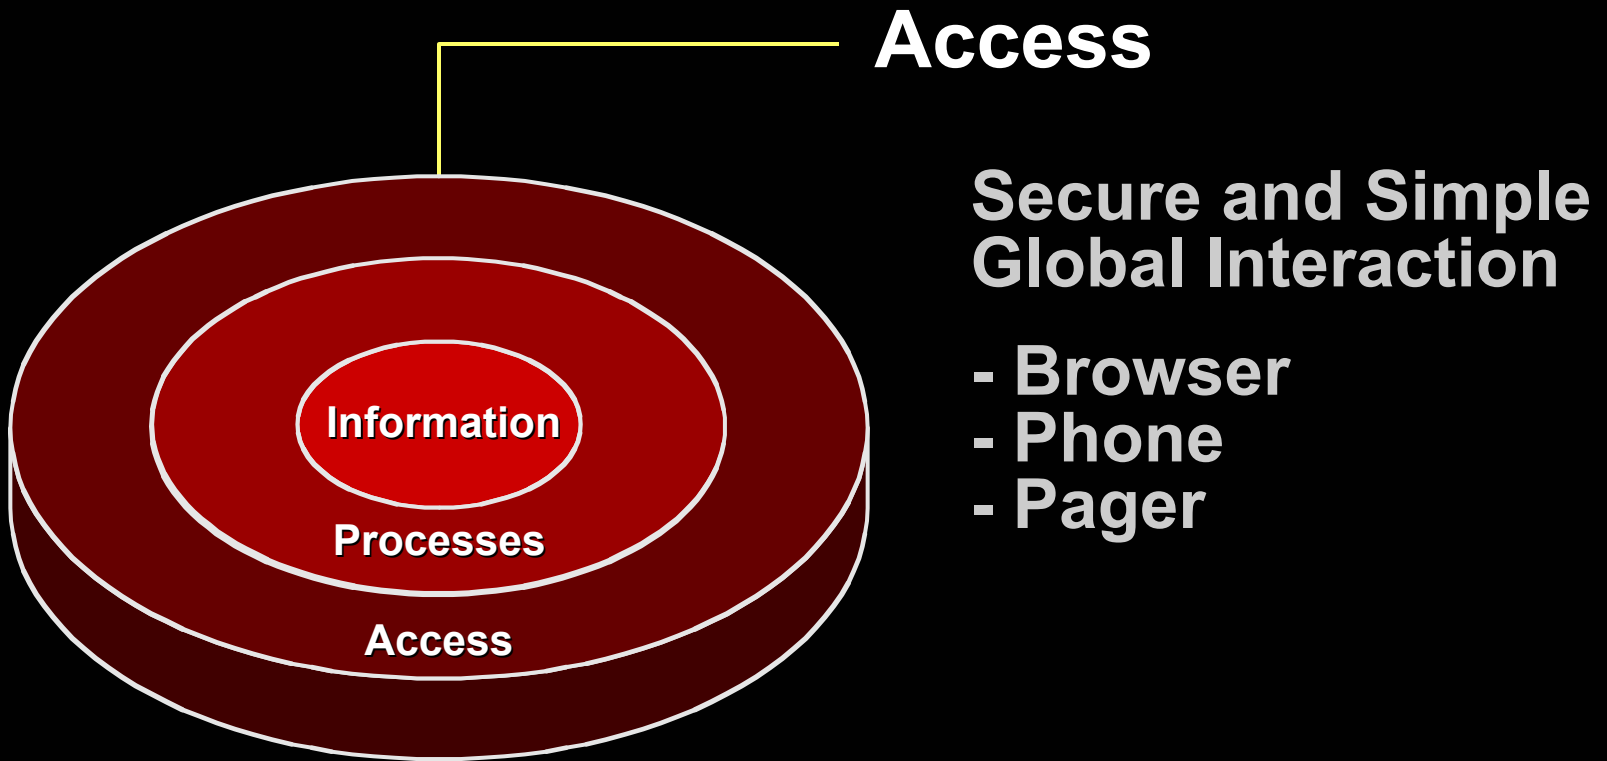 Access
Secure and Simple
Global Interaction
- Browser
- Phone
- Pager
Information
Processes
Access